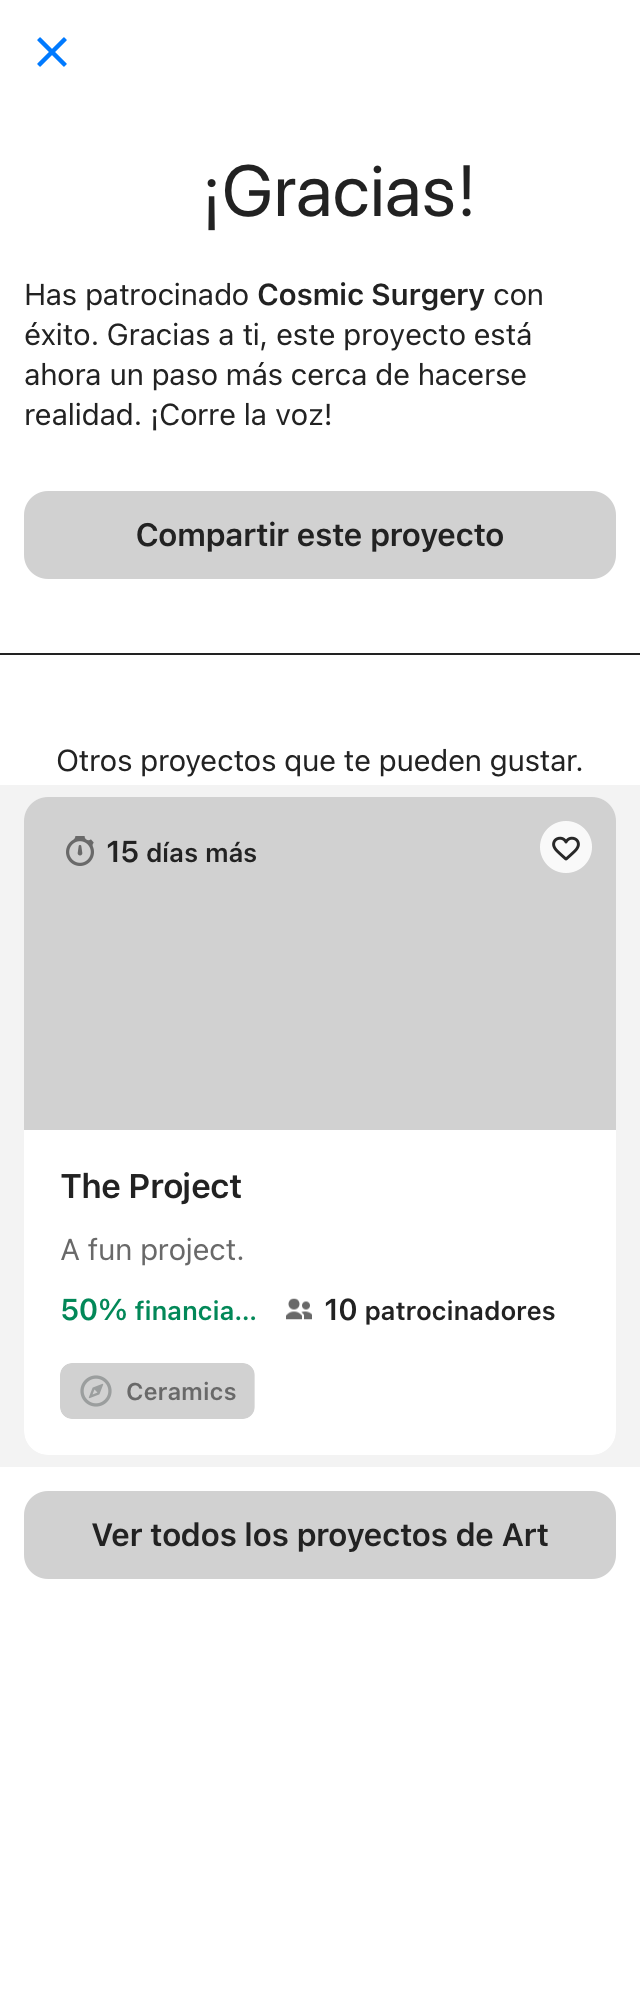 ¡Gracias!
Has patrocinado Cosmic Surgery con
éxito. Gracias a ti, este proyecto está
ahora un paso más cerca de hacerse
realidad. ¡Corre la voz!
Compartir este proyecto
Otros proyectos que te pueden gustar.
15 días más
The Project
A fun project.
50% financia... 10 patrocinadores
Ceramics
Ver todos los proyectos de Art